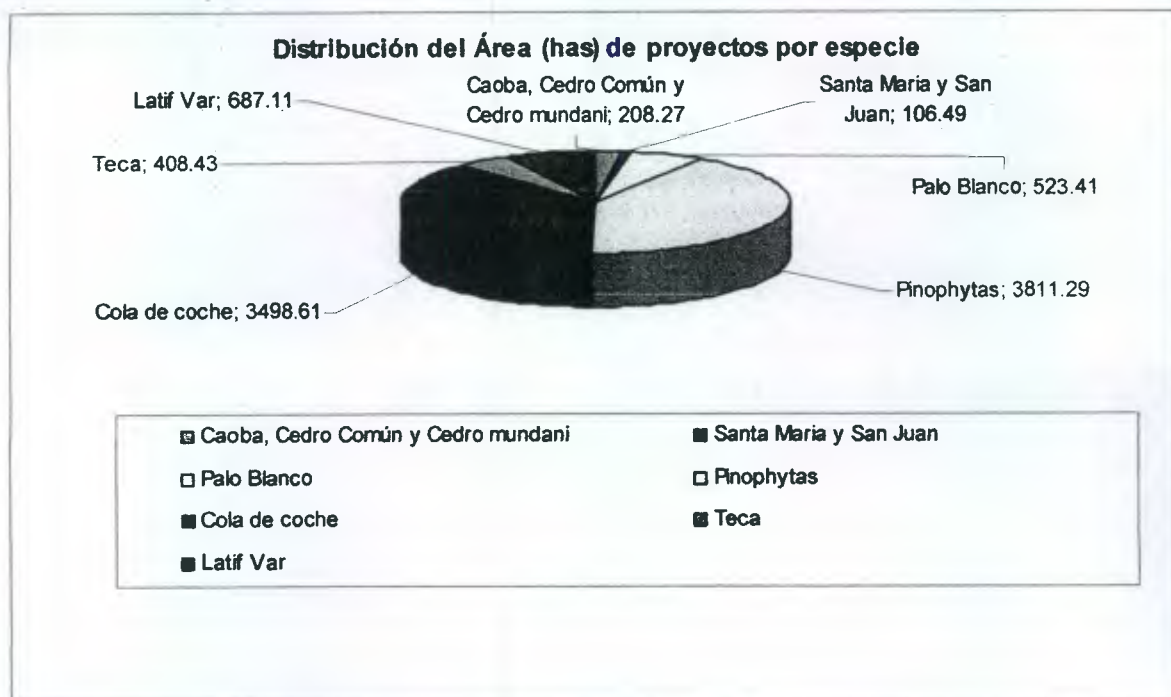 Distribución del Área (has) de proyectos por especie
Caoba, Cedro Común y
Cedro mundani; 208.27
Santa Maria y San
Juan; 106.49
Latif Var; 687.11
Teca; 408.43
Palo Blanco; 523.41
Pinophytas; 3811.29
Cola de coche; 3498.61
Caoba, Cedro Común y Cedro mundani
Santa Maria y San Juan
Palo Blanco
Pinophytas
Cola de coche
Teca
Latif Var